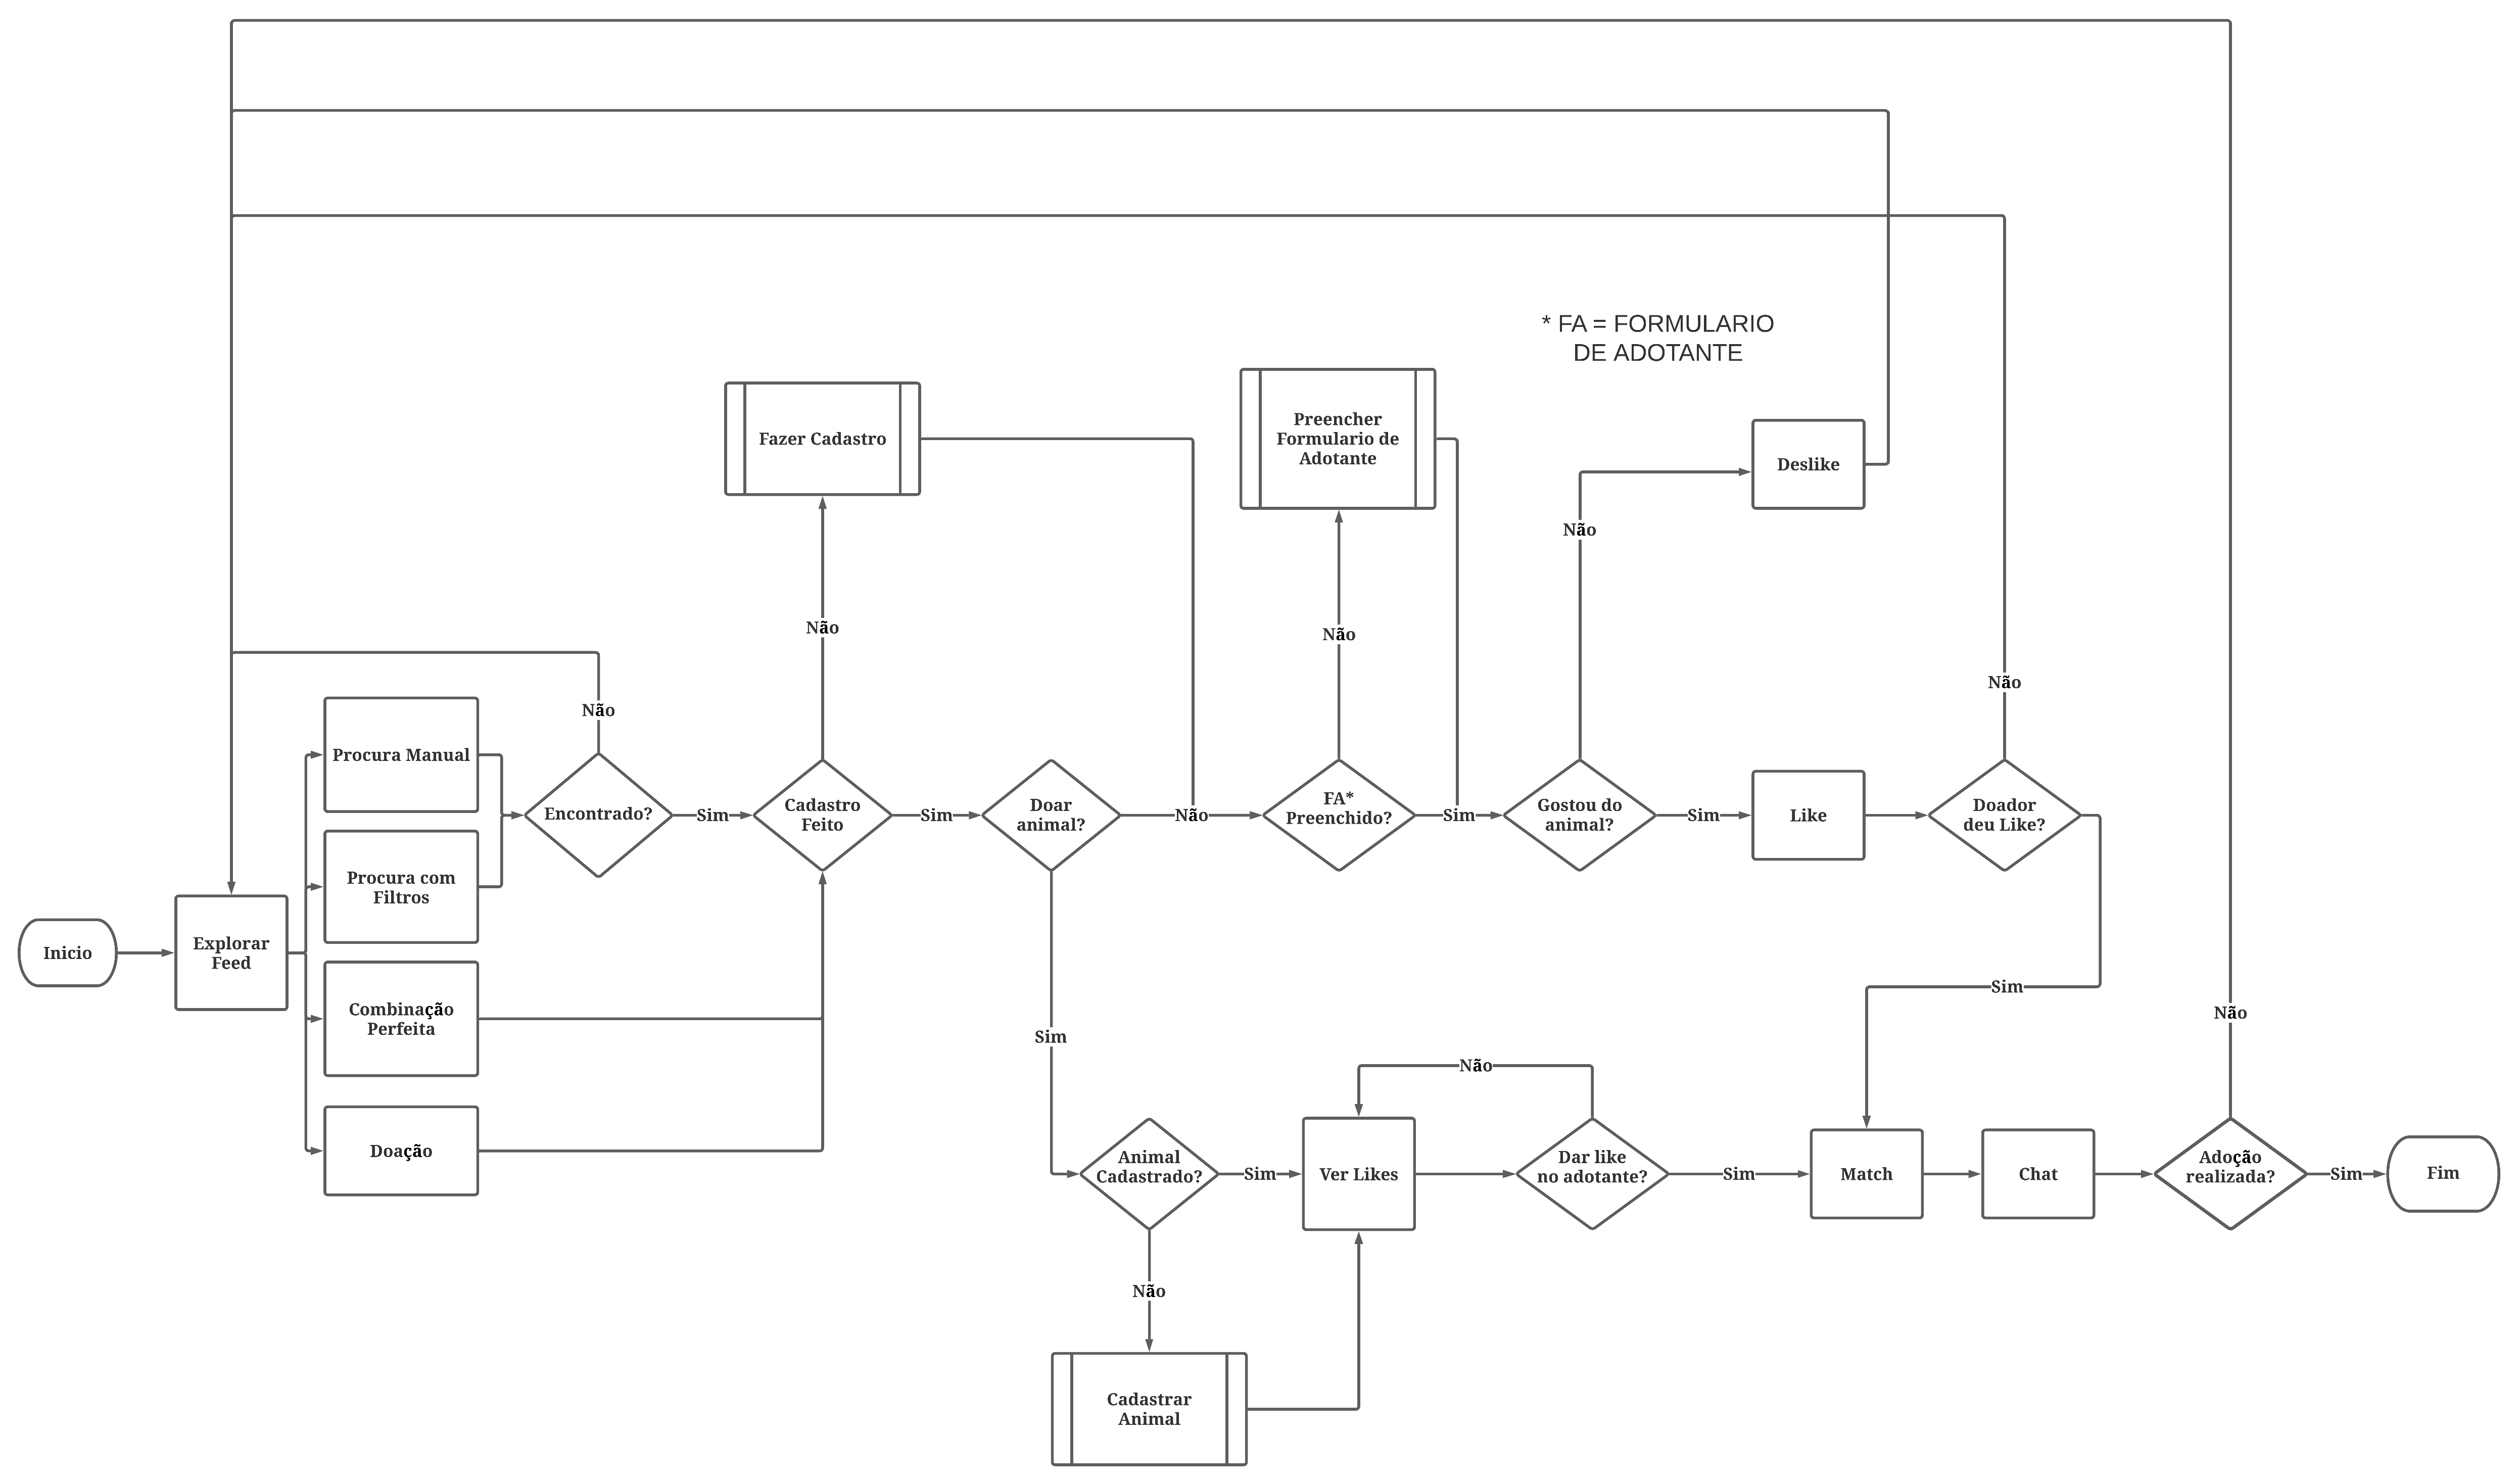 * FA = FORMULARIO
DE ADOTANTE
Fazer Cadastro
Preencher
Formulario de
Adotante
Deslike
Não
Não
Não
Não
Não
Procura Manual
Encontrado?
Sim
Cadastro
Feito
Sim
Doar
animal?
Não
FA*
Preenchido?
Sim
Gostou do
animal?
Sim
Like
Doador
deu Like?
Procura com
Filtros
Inicio
Explorar
Feed
Combinação
Perfeita
Doação
Sim
Sim
Não
Não
Animal
Cadastrado?
Sim
Ver Likes
Dar like
no adotante?
Sim
Match
Chat
Adoção
realizada?
Sim
Fim
Não
Cadastrar
Animal